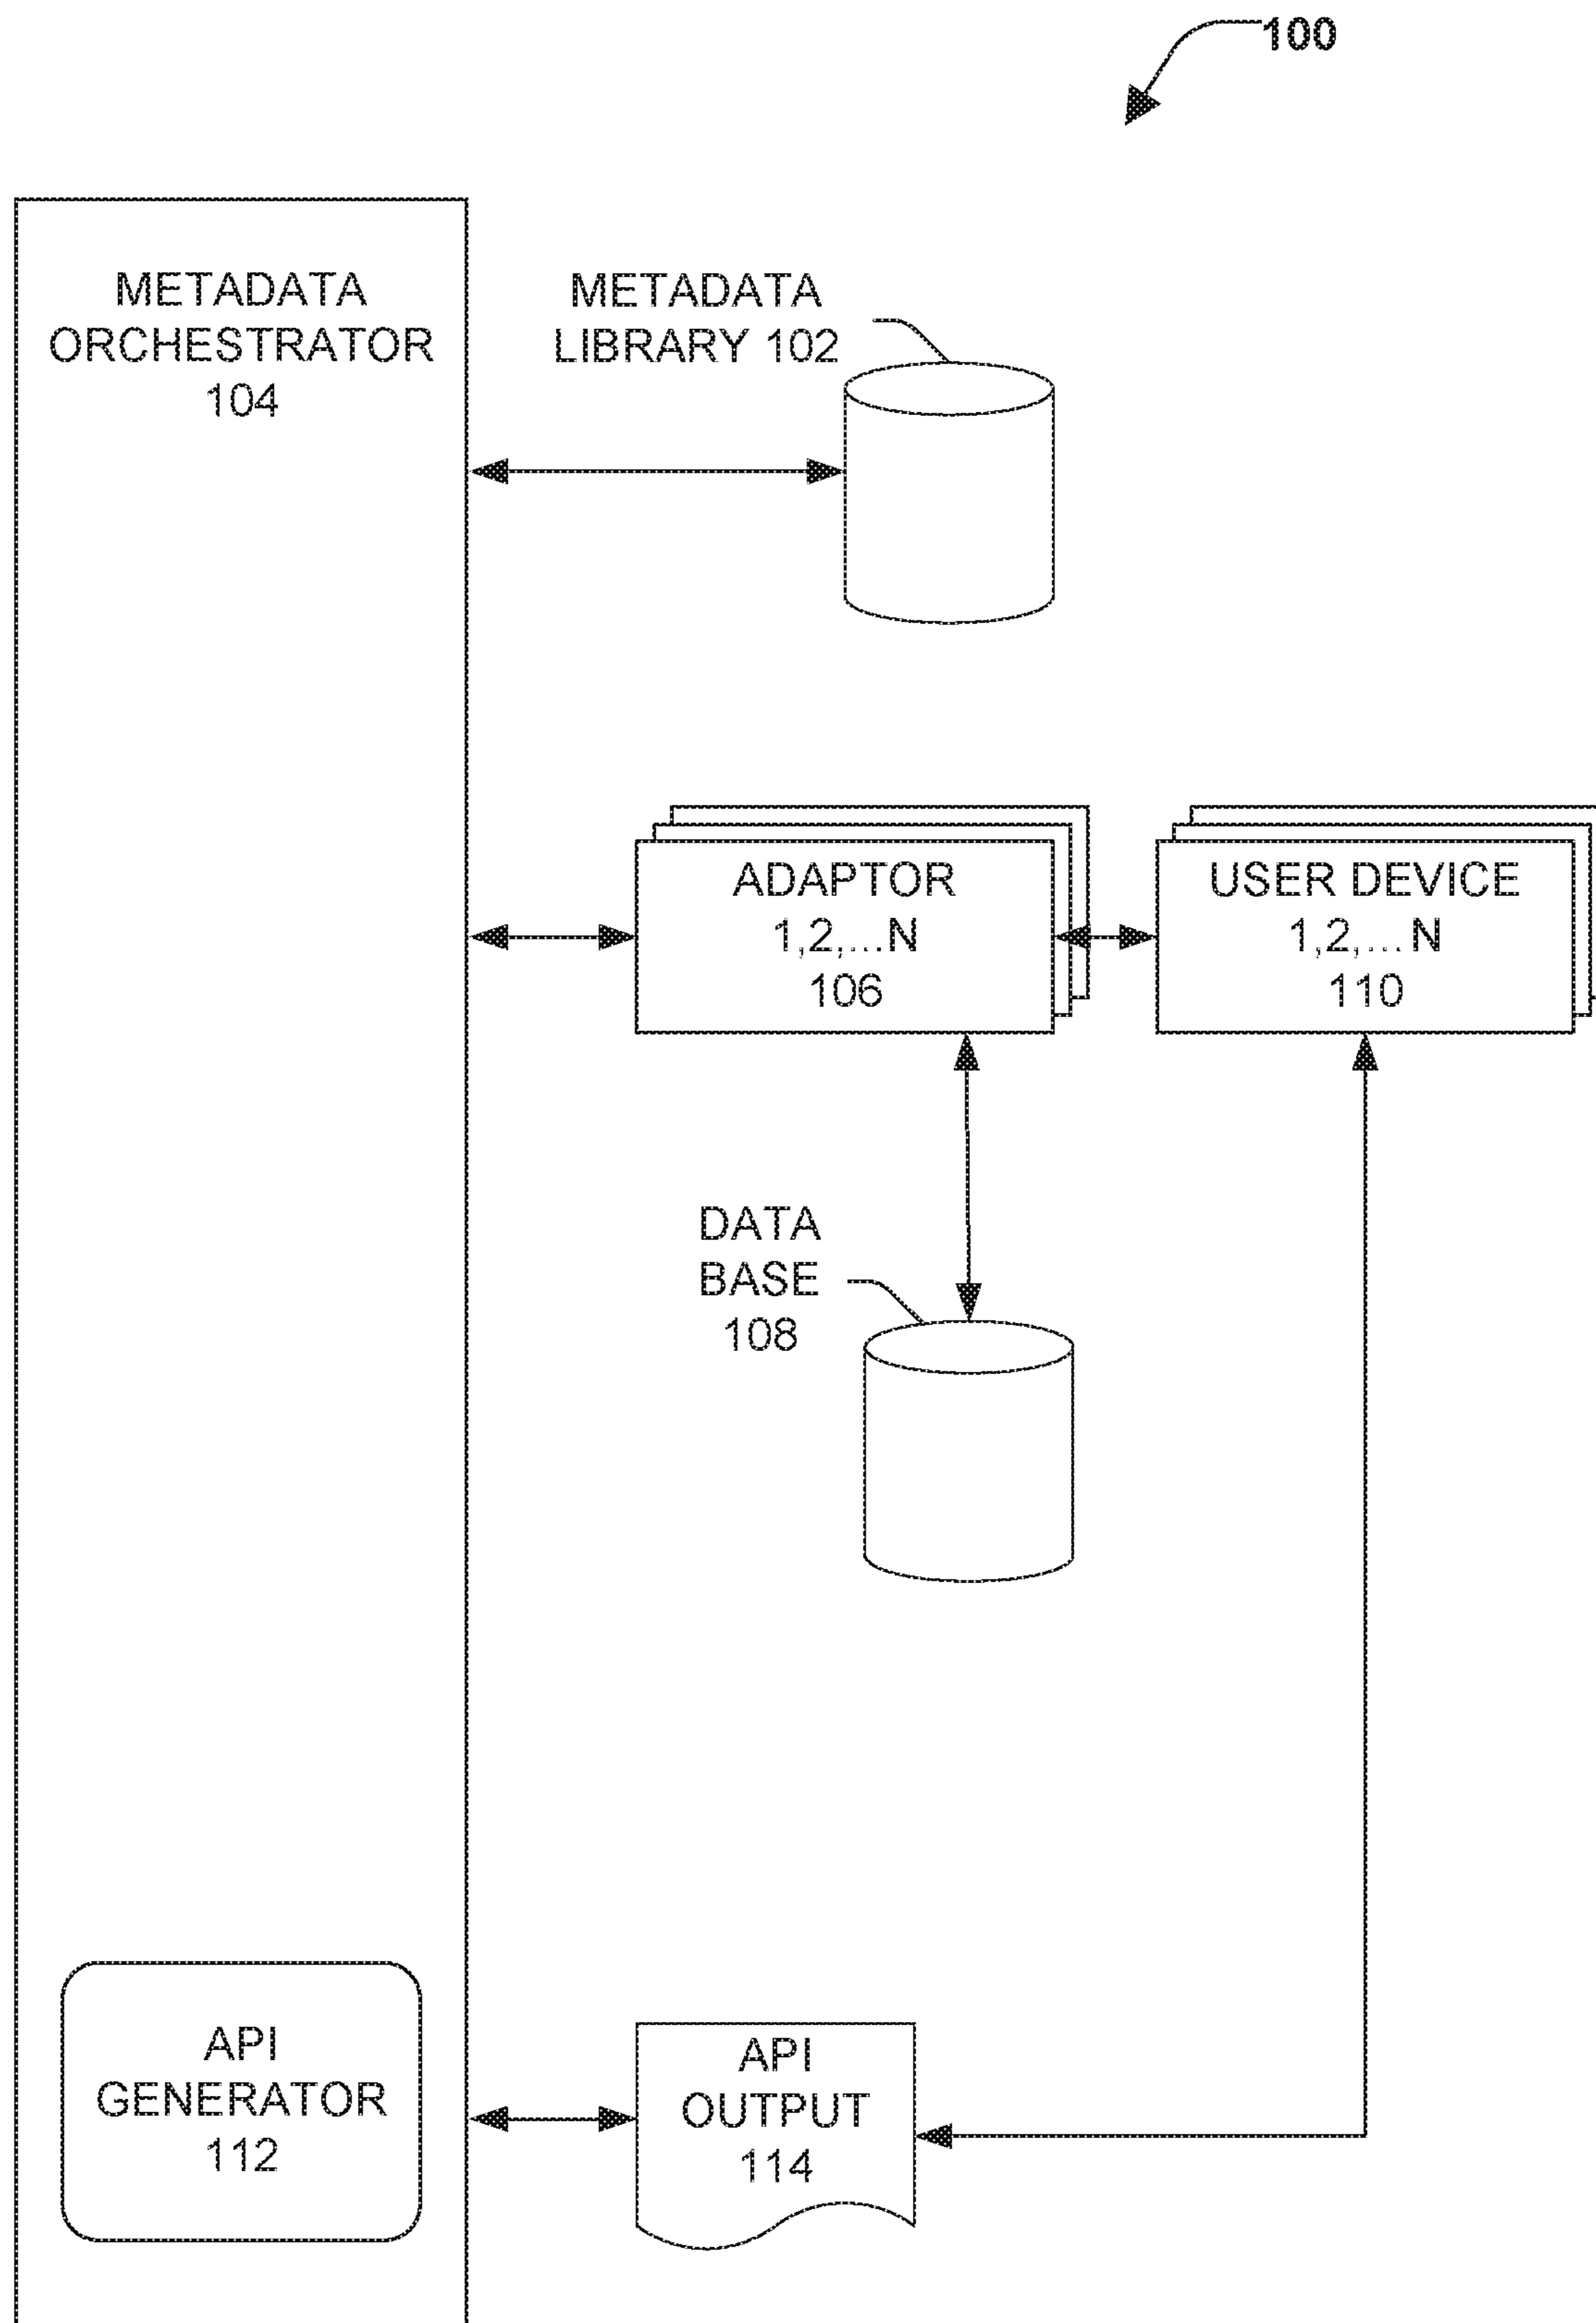 100
METADATA
ORCHESTRATOR
104
METADATA
LIBRARY 102
ADAPTOR
1,2,...N
106
USER DEVICE
1,2,...N
110
DATA
BASE
108
API
GENERATOR
112
API
OUTPUT
114